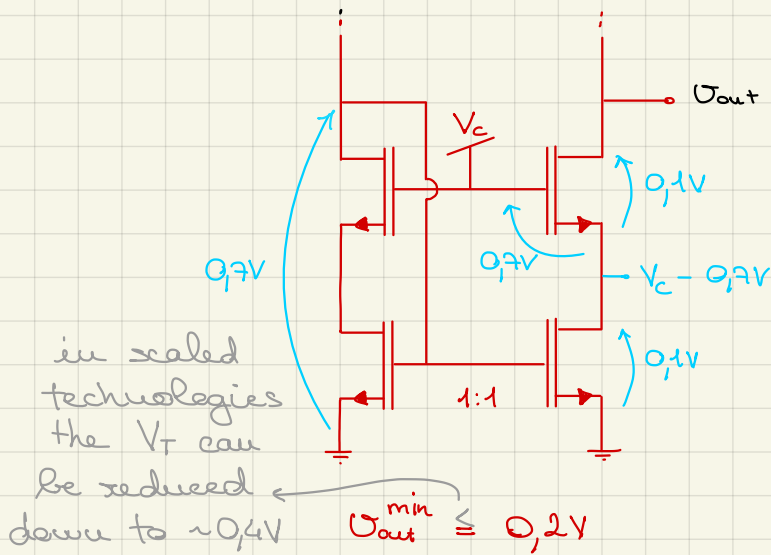 Vout
Vc
0,1V
0,7V
0,7V
Vc - 0,7V
0,1V
1:1
in scaled
technologies
the VT can
be reduced
down to ~0,4V
Vout min ≤ 0,2V